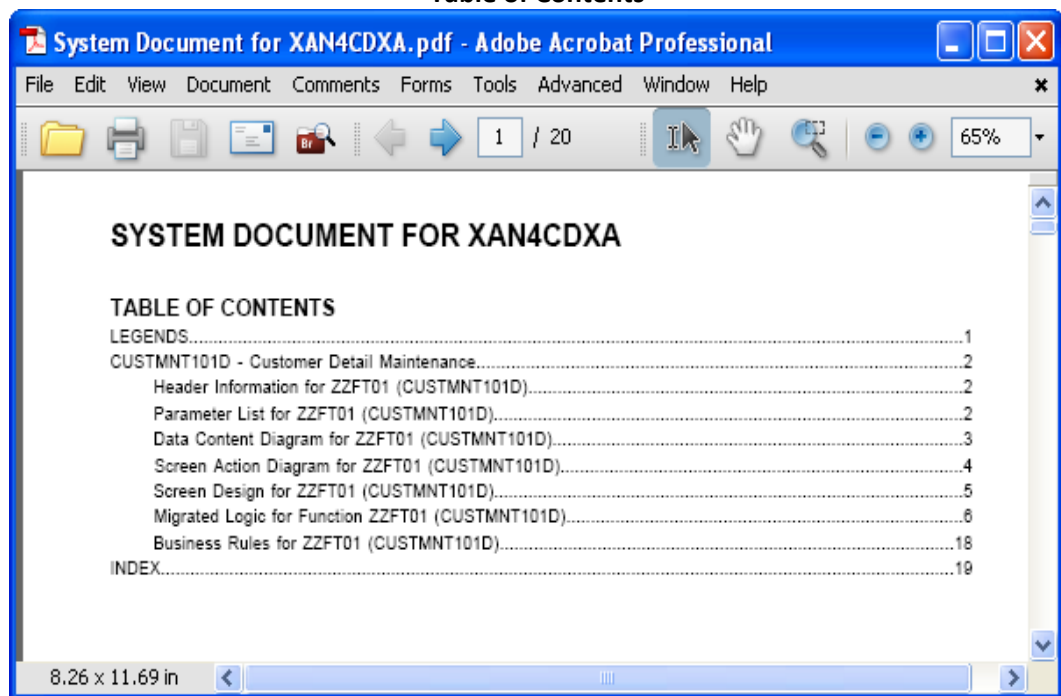 Table of Contents
System Document for XAN4CDXA.pdf - Adobe Acrobat Professional
File Edit View Document Comments Forms Tools Advanced Window Help
Br 1 / 20 65%
SYSTEM DOCUMENT FOR XAN4CDXA
TABLE OF CONTENTS
LEGENDS....................1
CUSTMNT101D - Customer Detail Maintenance....................2
Header Information for ZZFT01 (CUSTMNT101D)....................2
Parameter List for ZZFT01 (CUSTMNT101D)....................2
Data Content Diagram for ZZFT01 (CUSTMNT101D)....................3
Screen Action Diagram for ZZFT01 (CUSTMNT101D)....................4
Screen Design for ZZFT01 (CUSTMNT101D)....................5
Migrated Logic for Function ZZFT01 (CUSTMNT101D)....................6
Business Rules for ZZFT01 (CUSTMNT101D)....................18
INDEX....................19
8.26 x 11.69 in